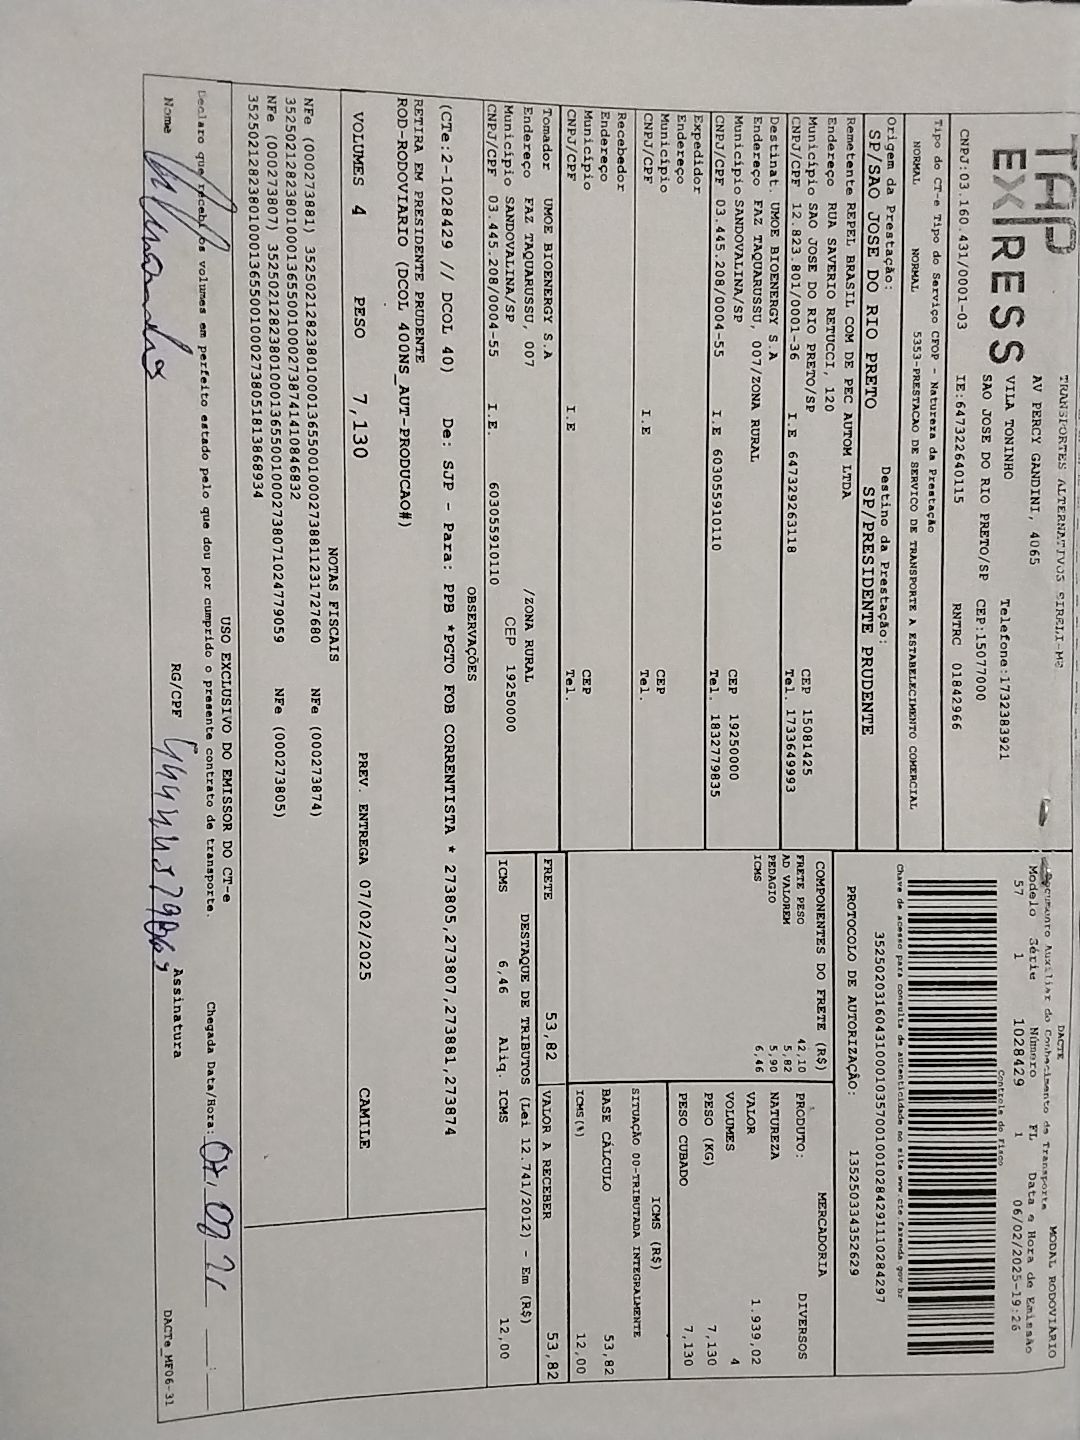 TAP
EX|RESS
TRANSPORTES ALTERNATIVOS EIRELI-ME
AV PERCY GANDINI, 4065
VILA TONINHO Telefone:1732383921
SAO JOSE DO RIO PRETO/SP CEP:15077000
CNPJ:03.160.431/0001-03 IE:647322640115 RNTRC 01842966
DACTE MODAL RODOVIÁRIO
Documento Auxiliar do Conhecimento de Transporte
Modelo Série Número FL Data e Hora de Emissão
57 1 1028429 1 06/02/2025-19:26
Controle do Fisco
Chave de acesso para consulta de autenticidade no site www.cte.fazenda.gov.br
35250203160431000103570010010284291110284297
PROTOCOLO DE AUTORIZAÇÃO: 135250334352629
Tipo do CT-e Tipo do Serviço CFOP - Natureza da Prestação
NORMAL NORMAL 5353-PRESTACAO DE SERVICO DE TRANSPORTE A ESTABELECIMENTO COMERCIAL
Origem da Prestação: Destino da Prestação:
SP/SAO JOSE DO RIO PRETO SP/PRESIDENTE PRUDENTE
Remetente REPEL BRASIL COM DE PEC AUTOM LTDA
Endereço RUA SAVERIO RETUCCI, 120
Município SAO JOSE DO RIO PRETO/SP CEP 15081425
CNPJ/CPF 12.823.801/0001-36 I.E 647329263118 Tel. 1733649993
Destinat. UMOE BIOENERGY S.A
Endereço FAZ TAQUARUSSU, 007/ZONA RURAL
Município SANDOVALINA/SP CEP 19250000
CNPJ/CPF 03.445.208/0004-55 I.E 603055910110 Tel. 1832779835
Expedidor
Endereço
Município CEP
CNPJ/CPF I.E Tel.
Recebedor
Endereço
Município CEP
CNPJ/CPF I.E Tel.
Tomador UMOE BIOENERGY S.A
Endereço FAZ TAQUARUSSU, 007 /ZONA RURAL
Município SANDOVALINA/SP CEP 19250000
CNPJ/CPF 03.445.208/0004-55 I.E. 603055910110
COMPONENTES DO FRETE (R$)
FRETE PESO 42,10
AD VALOREM 5,82
PEDAGIO 5,90
ICMS 6,46
MERCADORIA
PRODUTO: DIVERSOS
NATUREZA
VALOR 1.939,02
VOLUMES 4
PESO (KG) 7,130
PESO CUBADO 7,130
ICMS (R$)
SITUAÇÃO 00-TRIBUTADA INTEGRALMENTE
BASE CÁLCULO 53,82
ICMS(%) 12,00
FRETE 53,82 VALOR A RECEBER 53,82
DESTAQUE DE TRIBUTOS (Lei 12.741/2012) - Em (R$)
ICMS 6,46 Aliq. ICMS 12,00
OBSERVAÇÕES
(CTe:2-1028429 // DCOL 40) De: SJP - Para: PPB *PGTO FOB CORRENTISTA * 273805,273807,273881,273874
RETIRA EM PRESIDENTE PRUDENTE
ROD-RODOVIARIO (DCOL 40ONS_AUT-PRODUCAO#)
VOLUMES 4 PESO 7,130 PREV. ENTREGA 07/02/2025 CAMILE
NOTAS FISCAIS
NFe (000273881) 35250212823801000136550010002738811231727680 NFe (000273874)
35250212823801000136550010002738741410846832
NFe (000273807) 35250212823801000136550010002738071024779059 NFe (000273805)
35250212823801000136550010002738051813868934
USO EXCLUSIVO DO EMISSOR DO CT-e
Declaro que recebi os volumes em perfeito estado pelo que dou por cumprido o presente contrato de transporte. Chegada Data/Hora: 07, 02 25
Nome RG/CPF Assinatura
DACTe_MF06-31